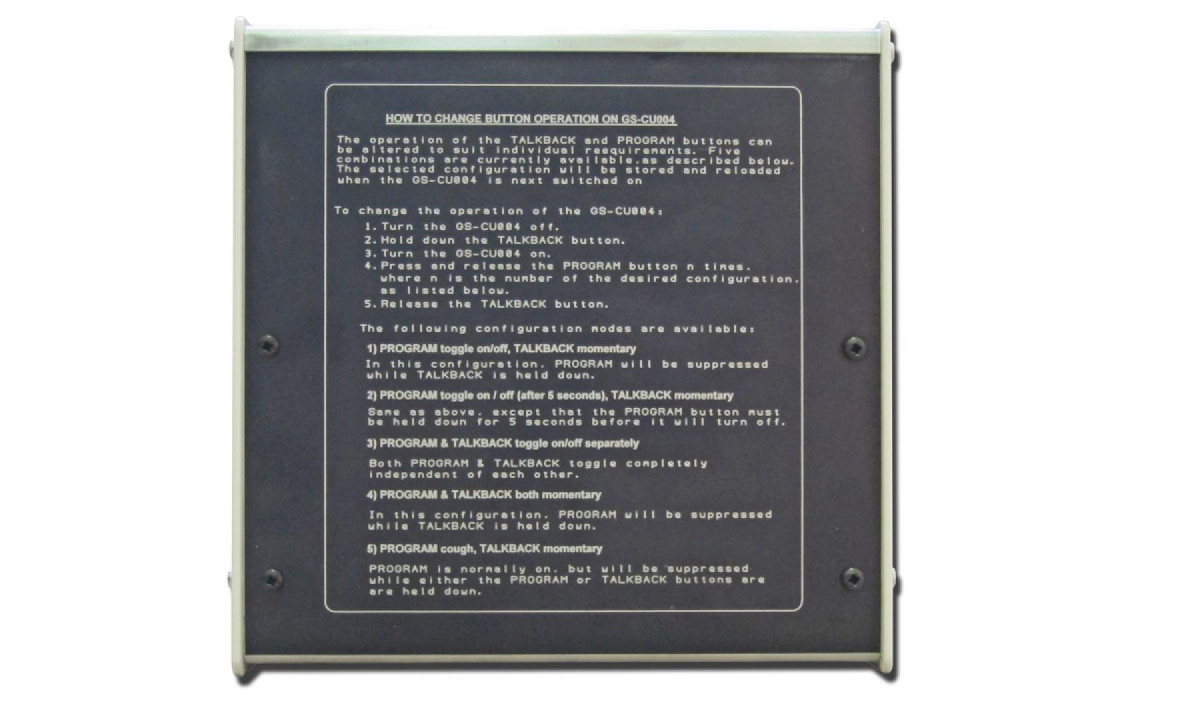 HOW TO CHANGE BUTTON OPERATION ON GS-CU004
The operation of the TALKBACK and PROGRAM buttons can
be altered to suit individual reequirements. Five
combinations are currently available.as described below.
The selected configuration will be stored and reloaded
when the GS-CU004 is next switched on
To change the operation of the GS-CU004:
1. Turn the GS-CU004 off.
2. Hold down the TALKBACK button.
3. Turn the GS-CU004 on.
4. Press and release the PROGRAM button n times.
where n is the number of the desired configuration.
as listed below.
5. Release the TALKBACK button.
The following configuration modes are available:
1) PROGRAM toggle on/off, TALKBACK momentary
In this configuration. PROGRAM will be suppressed
while TALKBACK is held down.
2) PROGRAM toggle on / off (after 5 seconds), TALKBACK momentary
Same as above. except that the PROGRAM button must
be held down for 5 seconds before it will turn off.
3) PROGRAM & TALKBACK toggle on/off separately
Both PROGRAM & TALKBACK toggle completely
independent of each other.
4) PROGRAM & TALKBACK both momentary
In this configuration. PROGRAM will be suppressed
while TALKBACK is held down.
5) PROGRAM cough, TALKBACK momentary
PROGRAM is normally on. but will be suppressed
while either the PROGRAM or TALKBACK buttons are
are held down.